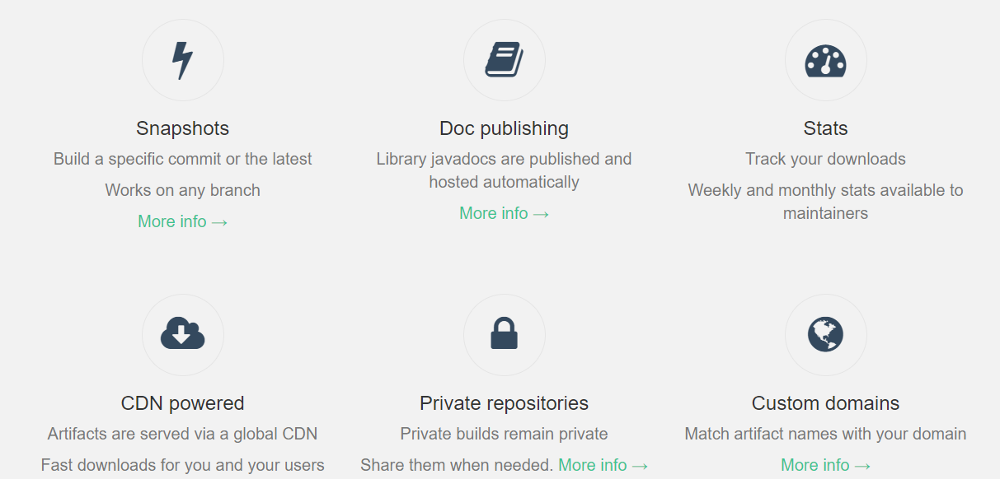 Snapshots
Build a specific commit or the latest
Works on any branch
More info →
Doc publishing
Library javadocs are published and
hosted automatically
More info →
Stats
Track your downloads
Weekly and monthly stats available to
maintainers
CDN powered
Artifacts are served via a global CDN
Fast downloads for you and your users
Private repositories
Private builds remain private
Share them when needed. More info →
Custom domains
Match artifact names with your domain
More info →